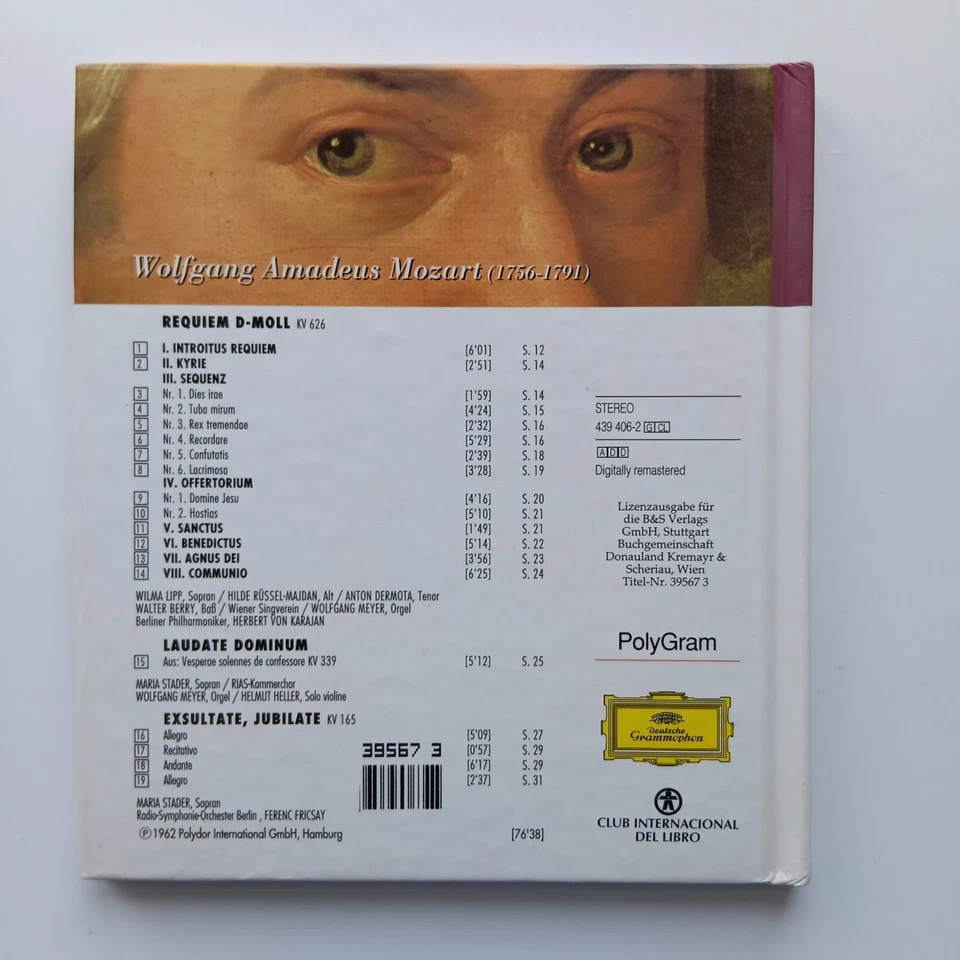 Wolfgang Amadeus Mozart (1756-1791)
REQUIEM D-MOLL KV 626
1 I. INTROITUS REQUIEM [6'01] S. 12
2 II. KYRIE [2'51] S. 14
III. SEQUENZ
3 Nr. 1. Dies irae [1'59] S. 14
4 Nr. 2. Tuba mirum [4'24] S. 15
5 Nr. 3. Rex tremendae [2'32] S. 16
6 Nr. 4. Recordare [5'29] S. 16
7 Nr. 5. Confutatis [2'39] S. 18
8 Nr. 6. Lacrimosa [3'28] S. 19
IV. OFFERTORIUM
9 Nr. 1. Domine Jesu [4'16] S. 20
10 Nr. 2. Hostias [5'10] S. 21
11 V. SANCTUS [1'49] S. 21
12 VI. BENEDICTUS [5'14] S. 22
13 VII. AGNUS DEI [3'56] S. 23
14 VIII. COMMUNIO [6'25] S. 24
WILMA LIPP, Sopran / HILDE RÜSSEL-MAJDAN, Alt / ANTON DERMOTA, Tenor
WALTER BERRY, Baß / Wiener Singverein / WOLFGANG MEYER, Orgel
Berliner Philharmoniker, HERBERT VON KARAJAN
LAUDATE DOMINUM
15 Aus: Vesperae solennes de confessore KV 339 [5'12] S. 25
MARIA STADER, Sopran / RIAS-Kammerchor
WOLFGANG MEYER, Orgel / HELMUT HELLER, Solo violine
EXSULTATE, JUBILATE KV 165
16 Allegro [5'09] S. 27
17 Recitativo [0'57] S. 29
18 Andante [6'17] S. 29
19 Allegro [2'37] S. 31
39567 3
MARIA STADER, Sopran
Radio-Symphonie-Orchester Berlin , FERENC FRICSAY
℗1962 Polydor International GmbH, Hamburg [76'38]
STEREO
439 406-2 G CL
ADD
Digitally remastered
Lizenzausgabe für
die B&S Verlags
GmbH, Stuttgart
Buchgemeinschaft
Donauland Kremayr &
Scheriau, Wien
Titel-Nr. 39567 3
PolyGram
Deutsche
Grammophon
CLUB INTERNACIONAL
DEL LIBRO